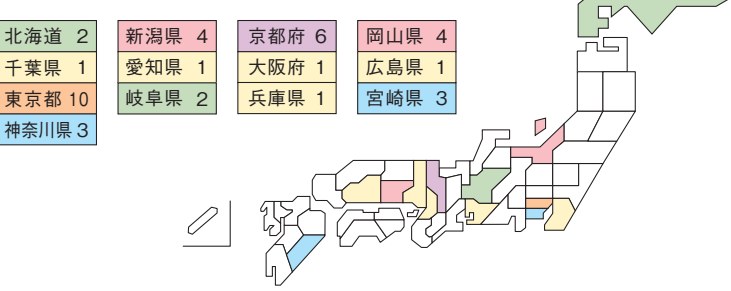 北海道 2
千葉県 1
東京都 10
神奈川県 3
新潟県 4
愛知県 1
岐阜県 2
京都府 6
大阪府 1
兵庫県 1
岡山県 4
広島県 1
宮崎県 3